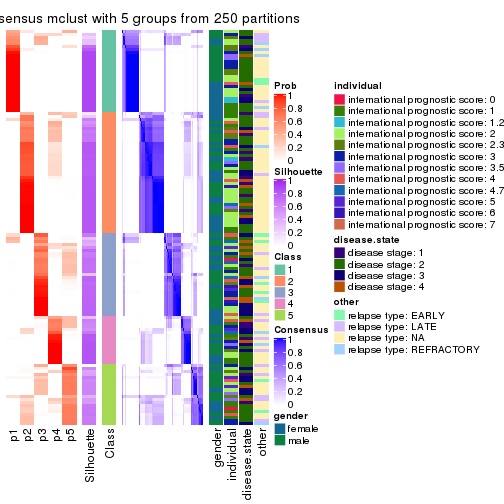 sensus mclust with 5 groups from 250 partitions
p1
p2
p3
p4
p5
Silhouette
Class
gender
individual
disease.state
other
Prob
1
0.8
0.6
0.4
0.2
0
Silhouette
1
0.8
0.6
0.4
0.2
0
Class
1
2
3
4
5
Consensus
1
0.8
0.6
0.4
0.2
0
gender
female
male
individual
international prognostic score: 0
international prognostic score: 1
international prognostic score: 1.2
international prognostic score: 2
international prognostic score: 2.3
international prognostic score: 3
international prognostic score: 3.5
international prognostic score: 4
international prognostic score: 4.7
international prognostic score: 5
international prognostic score: 6
international prognostic score: 7
disease.state
disease stage: 1
disease stage: 2
disease stage: 3
disease stage: 4
other
relapse type: EARLY
relapse type: LATE
relapse type: NA
relapse type: REFRACTORY